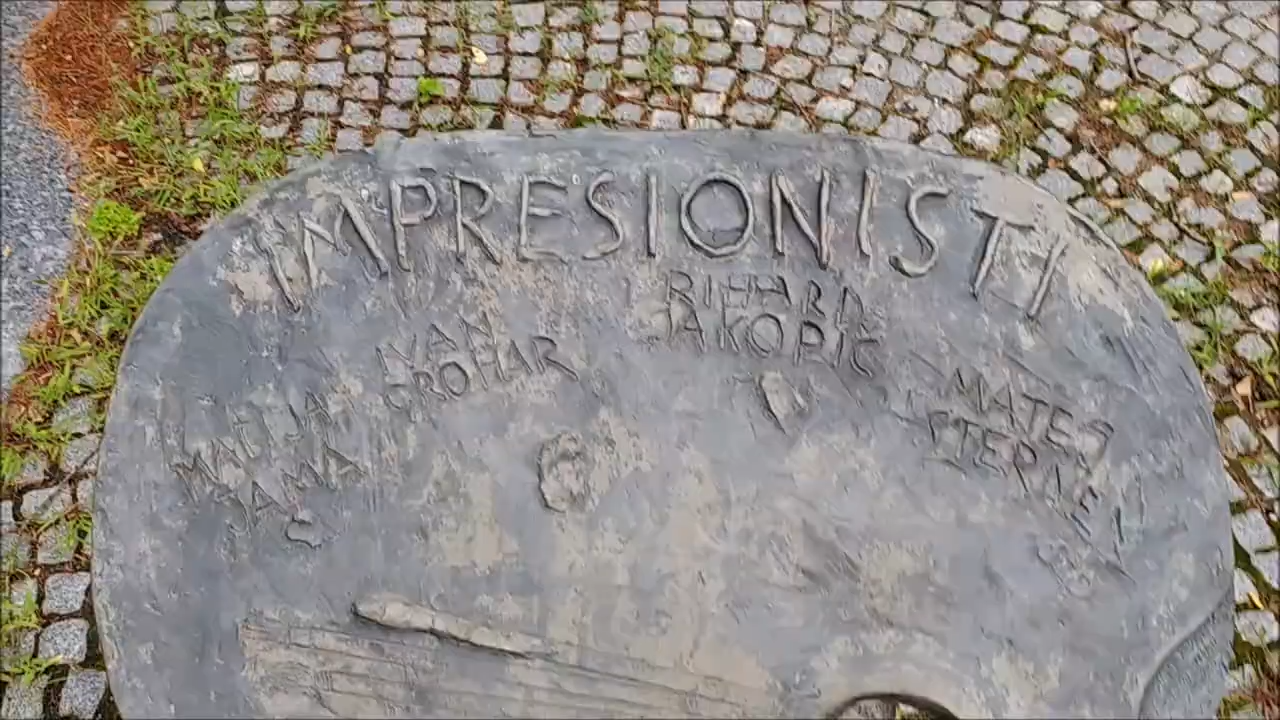 IMPRESIONISTI
MATIJA
JAMA
IVAN
GROHAR
RIHARD
JAKOPIČ
MATEJ
STERNEN